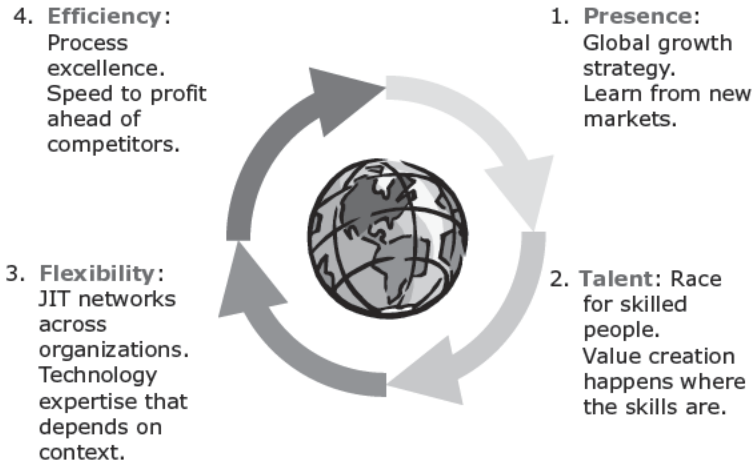 1. Presence:
Global growth
strategy.
Learn from new
markets.
2. Talent: Race
for skilled
people.
Value creation
happens where
the skills are.
3. Flexibility:
JIT networks
across
organizations.
Technology
expertise that
depends on
context.
4. Efficiency:
Process
excellence.
Speed to profit
ahead of
competitors.